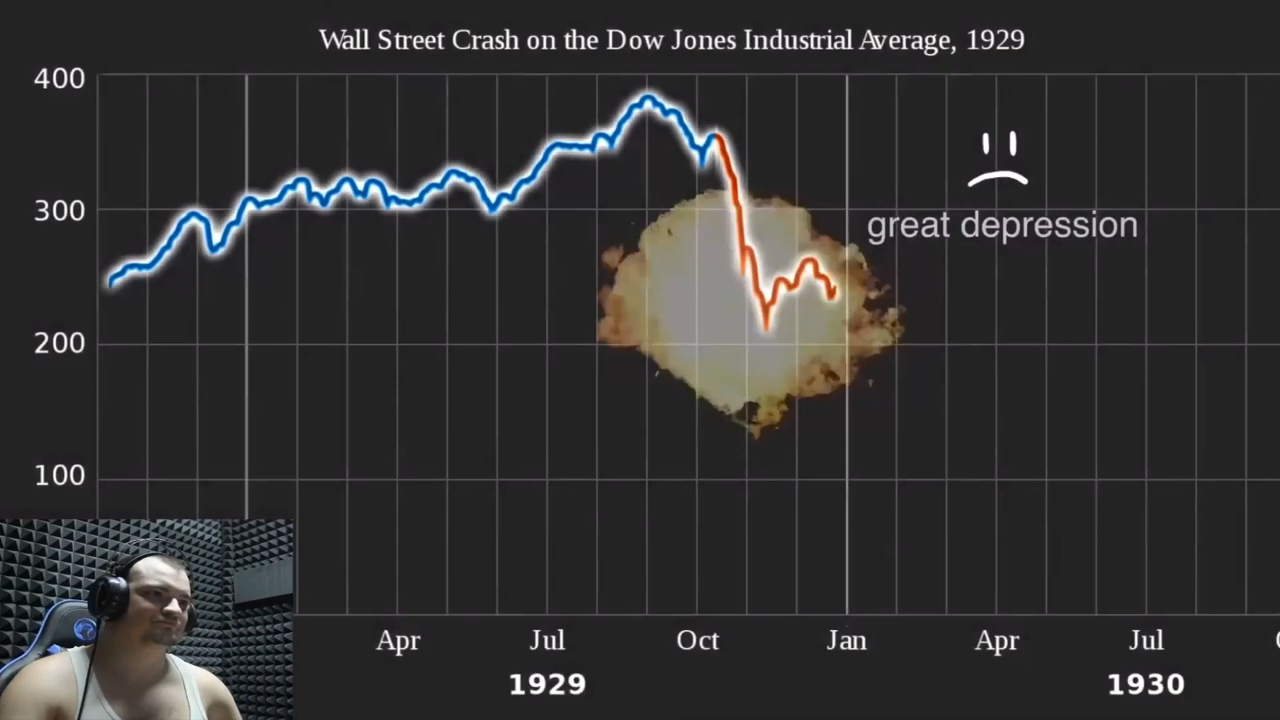 Wall Street Crash on the Dow Jones Industrial Average, 1929
400
300
great depression
200
100
Apr Jul Oct Jan Apr Jul
1929 1930